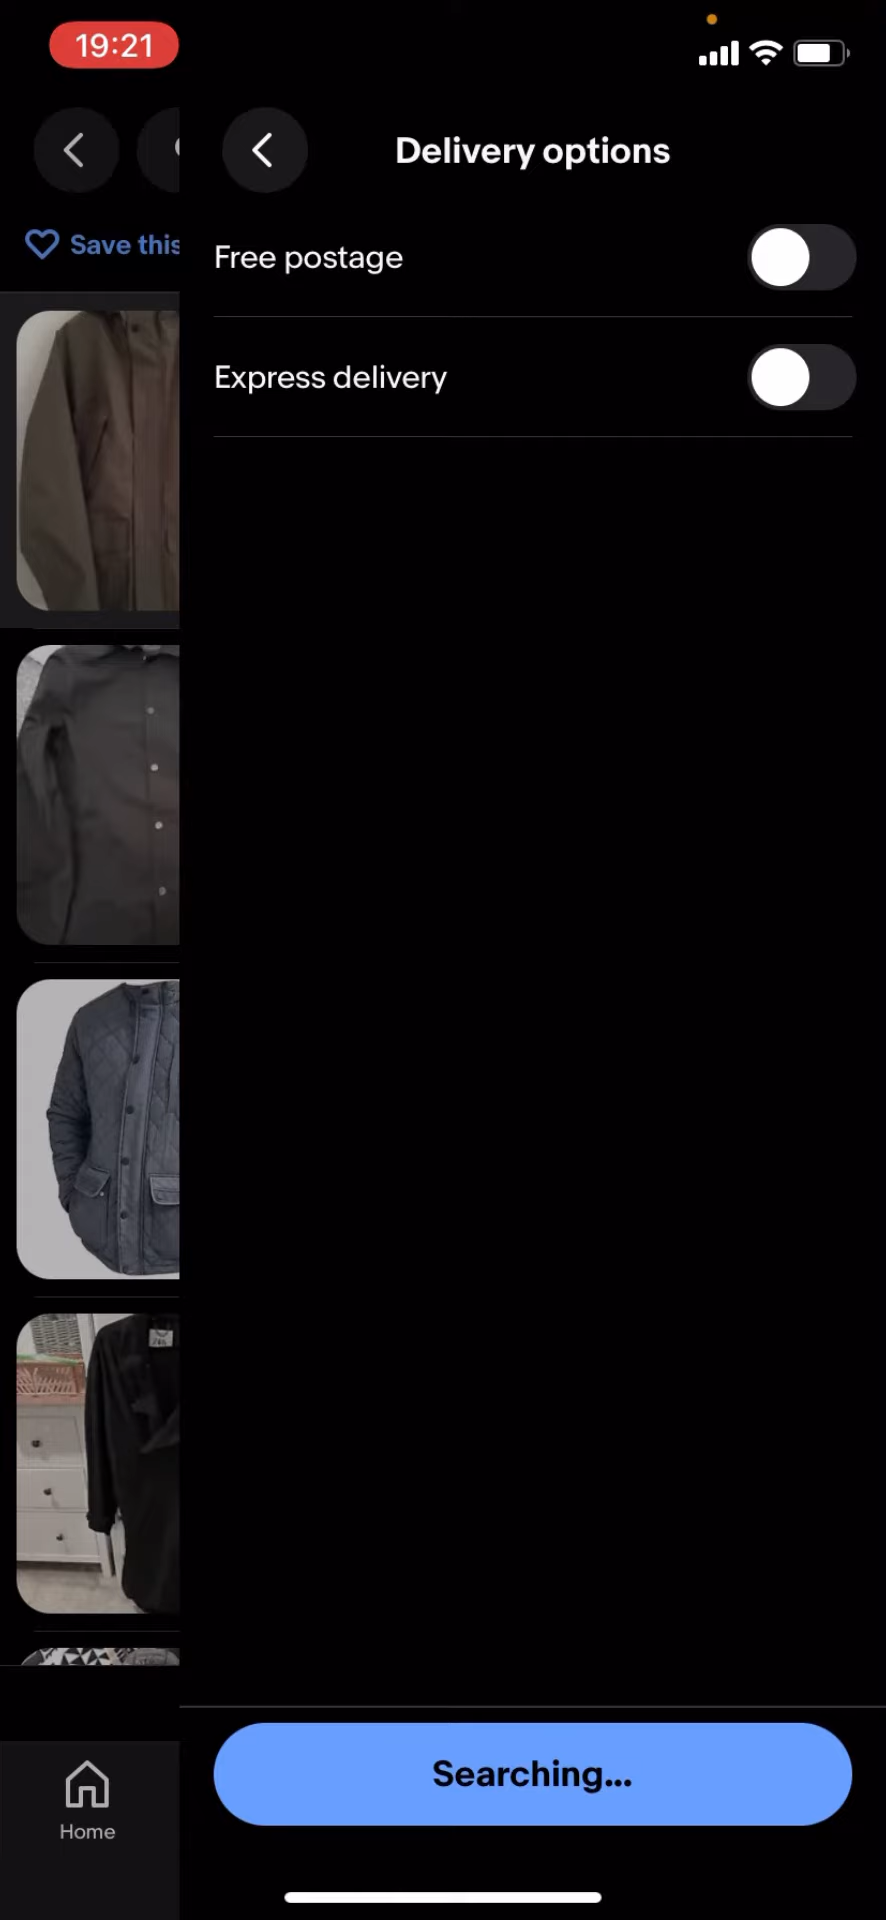 19:21
Delivery options
Save this
Free postage
Express delivery
Searching...
Home